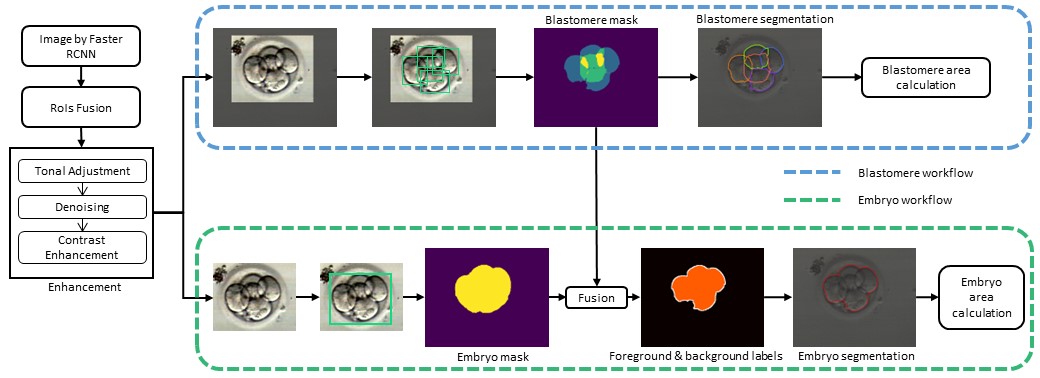 Image by Faster
RCNN
RoIs Fusion
Tonal Adjustment
Denoising
Contrast
Enhancement
Enhancement
Blastomere mask
Blastomere segmentation
Blastomere area
calculation
Blastomere workflow
Embryo workflow
Embryo mask
Fusion
Foreground & background labels
Embryo segmentation
Embryo
area
calculation